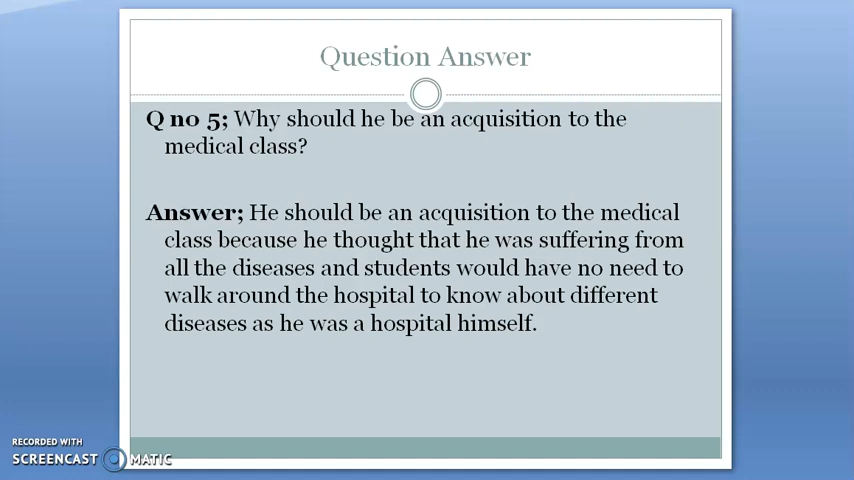 Question Answer
Q no 5; Why should he be an acquisition to the
medical class?
Answer; He should be an acquisition to the medical
class because he thought that he was suffering from
all the diseases and students would have no need to
walk around the hospital to know about different
diseases as he was a hospital himself.
RECORDED WITH
SCREENCAST MATIC